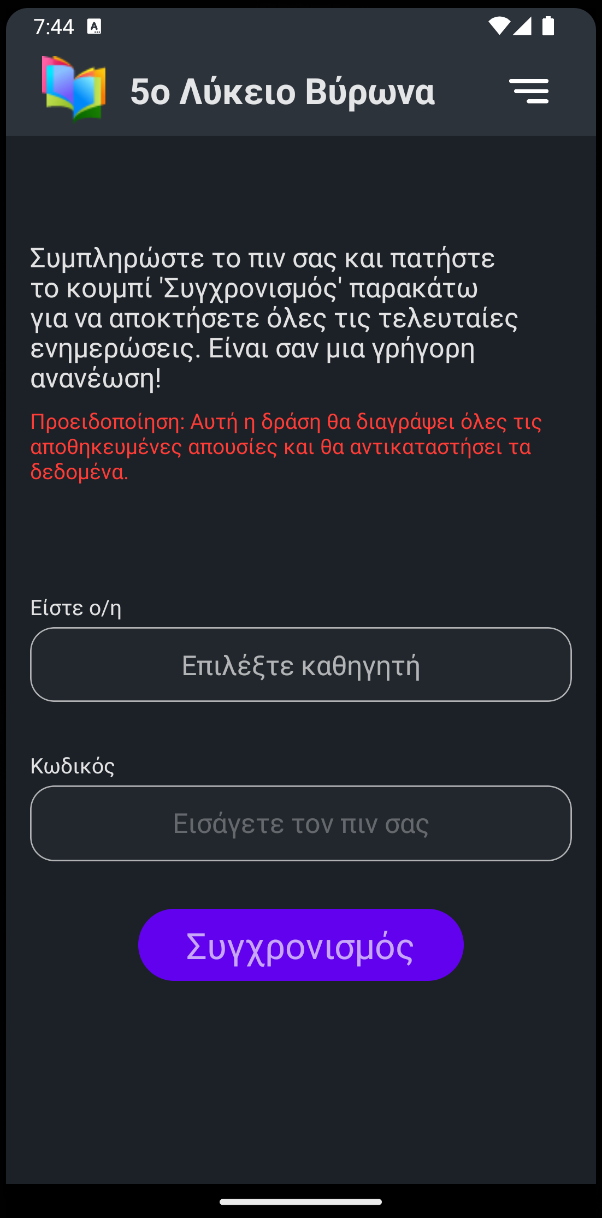 7:44
5ο Λύκειο Βύρωνα
Συμπληρώστε το πιν σας και πατήστε
το κουμπί 'Συγχρονισμός' παρακάτω
για να αποκτήσετε όλες τις τελευταίες
ενημερώσεις. Είναι σαν μια γρήγορη
ανανέωση!
Προειδοποίηση: Αυτή η δράση θα διαγράψει όλες τις
αποθηκευμένες απουσίες και θα αντικαταστήσει τα
δεδομένα.
Είστε ο/η
Επιλέξτε καθηγητή
Κωδικός
Εισάγετε τον πιν σας
Συγχρονισμός